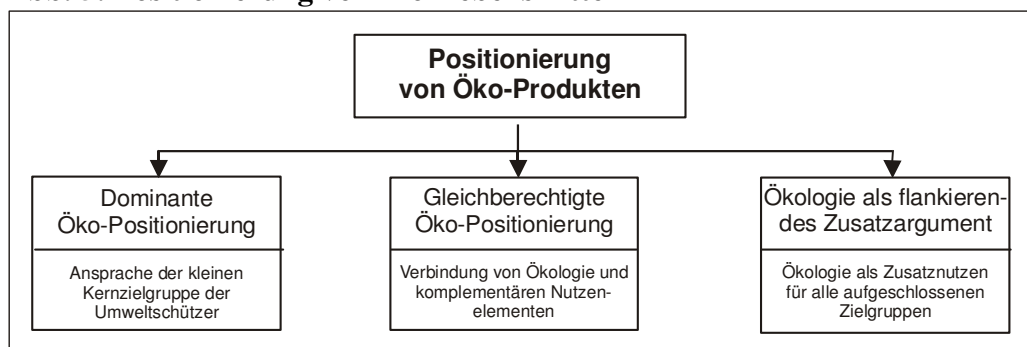 Positionierung
von Öko-Produkten
Dominante
Öko-Positionierung
Ansprache der kleinen
Kernzielgruppe der
Umweltschützer
Gleichberechtigte
Öko-Positionierung
Verbindung von Ökologie und
komplementären Nutzen-
elementen
Ökologie als flankieren-
des Zusatzargument
Ökologie als Zusatznutzen
für alle aufgeschlossenen
Zielgruppen